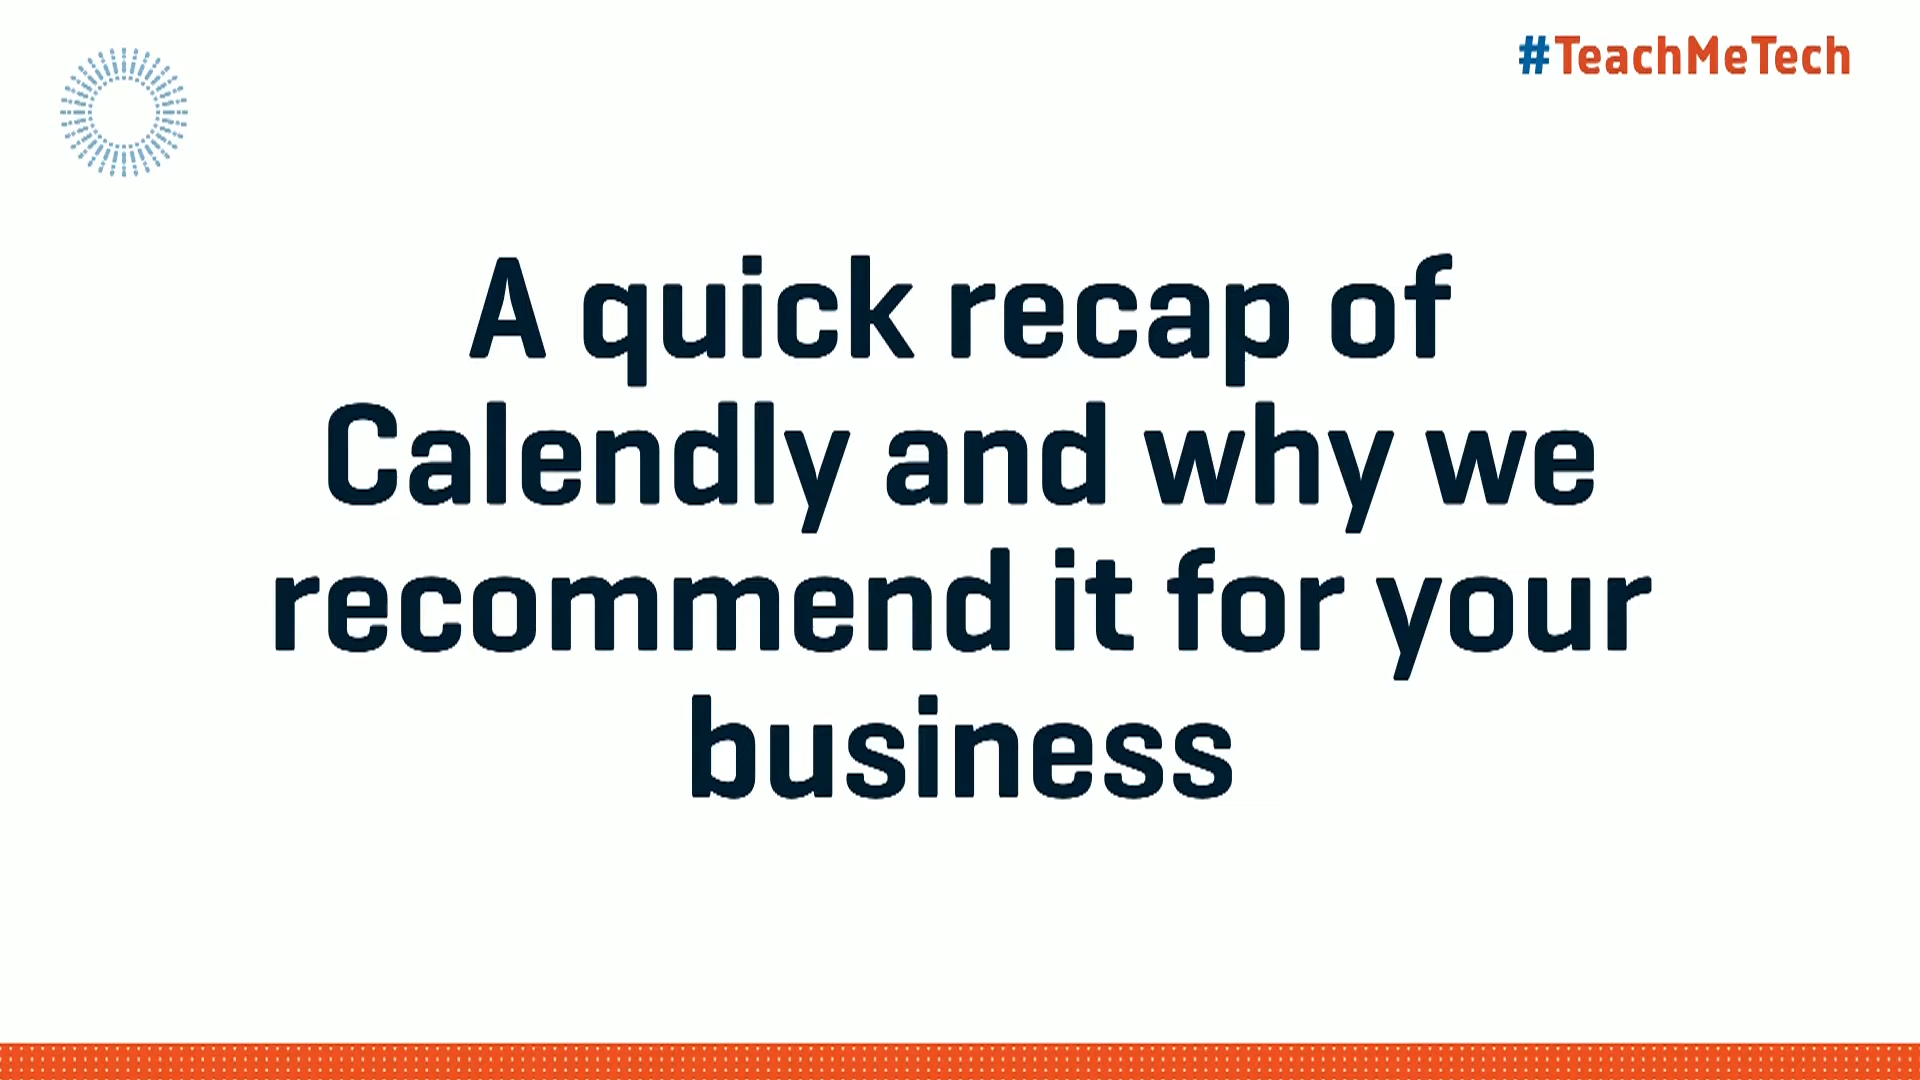 #TeachMeTech
A quick recap of
Calendly and why we
recommend it for your
business